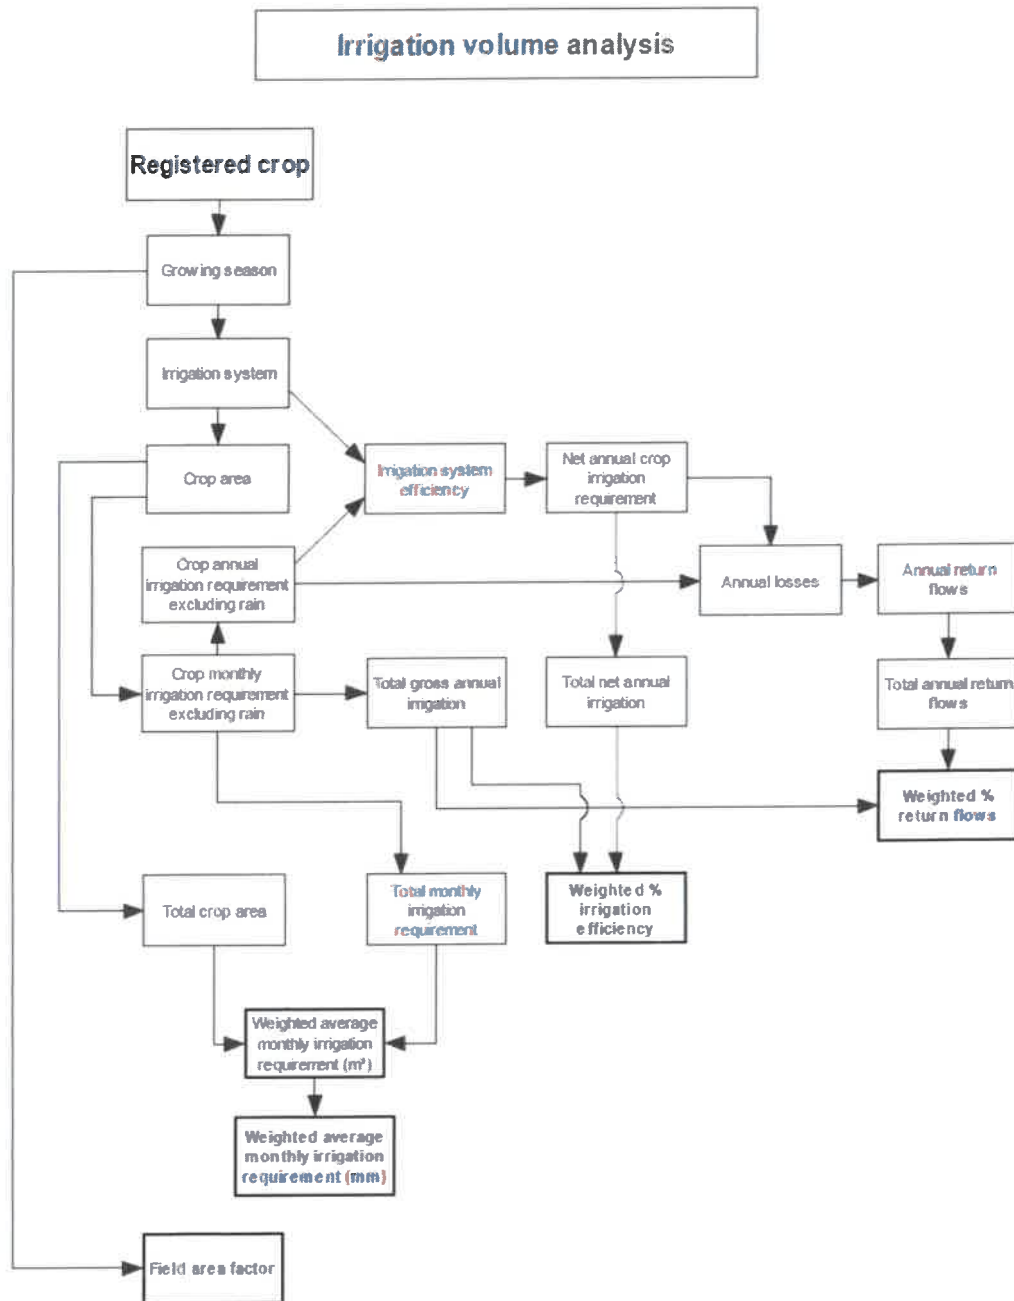 Irrigation volume analysis
Registered crop
Growing season
Irrigation system
Crop area
Irrigation system
efficiency
Net annual crop
irrigation
requirement
Crop annual
irrigation requirement
excluding rain
Annual losses
Annual return
flows
Crop monthly
irrigation requirement
excluding rain
Total gross annual
irrigation
Total net annual
irrigation
Total annual return
flows
Weighted %
return flows
Total crop area
Total monthly
irrigation
requirement
Weighted %
irrigation
efficiency
Weighted average
monthly irrigation
requirement (m³)
Weighted average
monthly irrigation
requirement (mm)
Field area factor